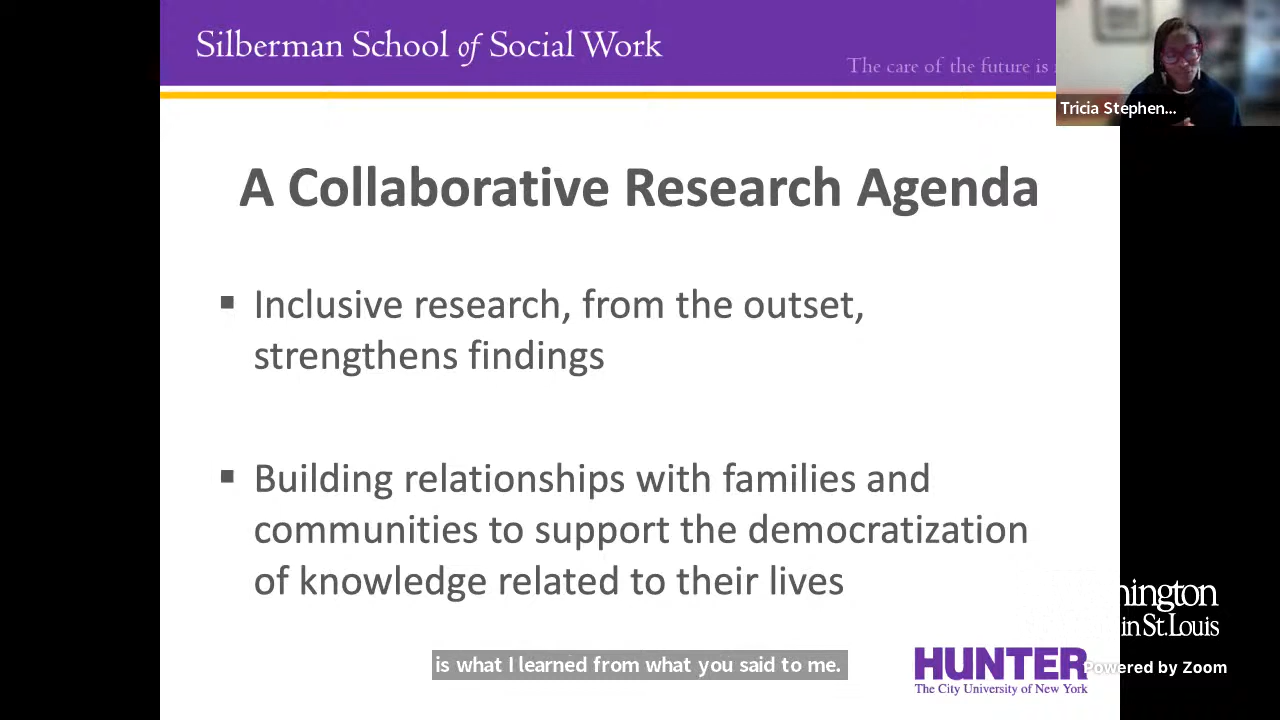 Silberman School of Social Work
The care of the future is
Tricia Stephen...
A Collaborative Research Agenda
▪ Inclusive research, from the outset,
strengthens findings
▪ Building relationships with families and
communities to support the democratization
of knowledge related to their lives
nington
in St. Louis
is what I learned from what you said to me.
HUNTER
The City University of New York
Powered by Zoom